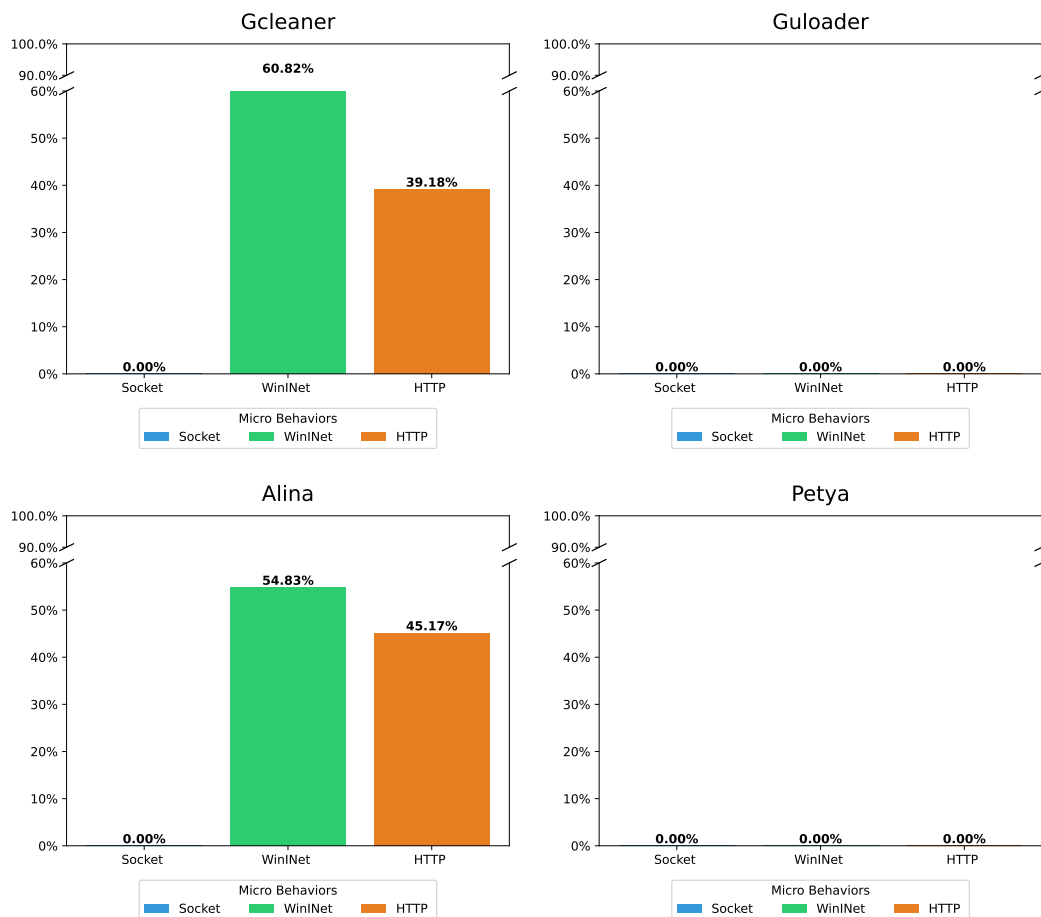 Gcleaner
100.0%
90.0%
60.82%
60%
50%
40%
39.18%
30%
20%
10%
0%
0.00%
Socket WinINet HTTP
Micro Behaviors
Socket WinINet HTTP
Guloader
100.0%
90.0%
60%
50%
40%
30%
20%
10%
0%
0.00% 0.00% 0.00%
Socket WinINet HTTP
Micro Behaviors
Socket WinINet HTTP
Alina
100.0%
90.0%
60%
54.83%
50%
45.17%
40%
30%
20%
10%
0%
0.00%
Socket WinINet HTTP
Micro Behaviors
Socket WinINet HTTP
Petya
100.0%
90.0%
60%
50%
40%
30%
20%
10%
0%
0.00% 0.00% 0.00%
Socket WinINet HTTP
Micro Behaviors
Socket WinINet HTTP